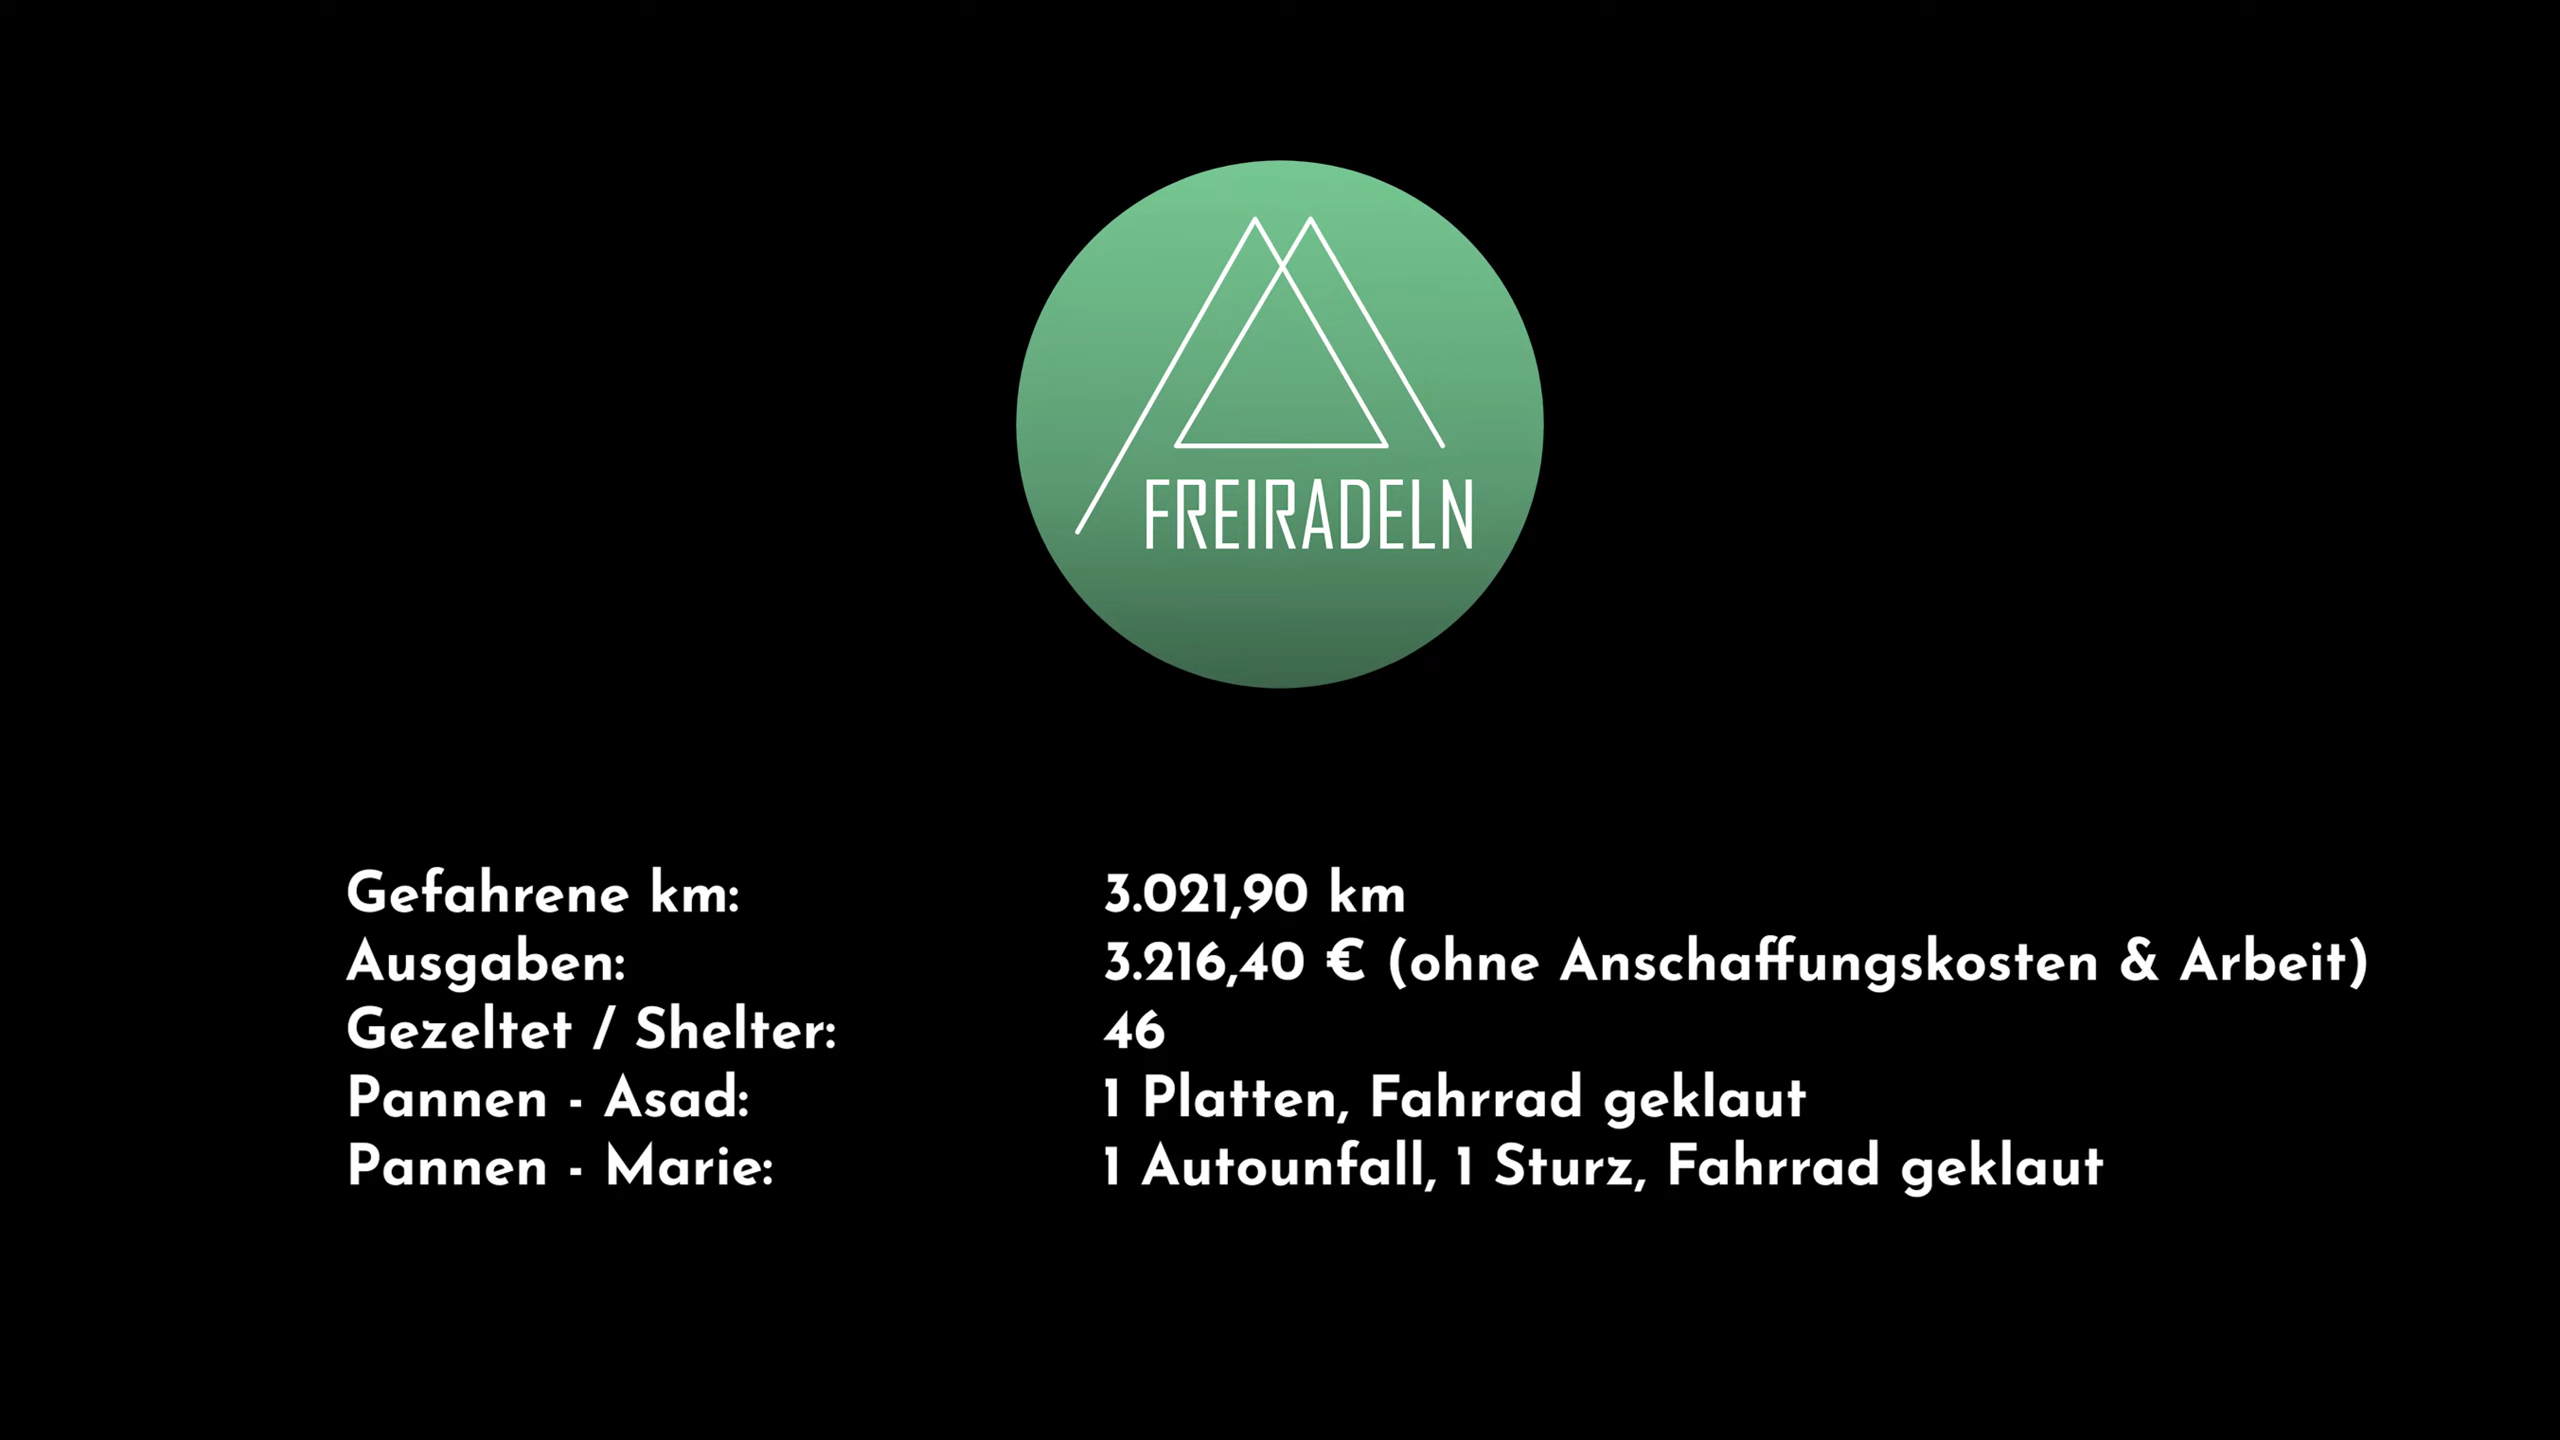 FREIRADELN
Gefahrene km: 3.021,90 km
Ausgaben: 3.216,40 € (ohne Anschaffungskosten & Arbeit)
Gezeltet / Shelter: 46
Pannen - Asad: 1 Platten, Fahrrad geklaut
Pannen - Marie: 1 Autounfall, 1 Sturz, Fahrrad geklaut